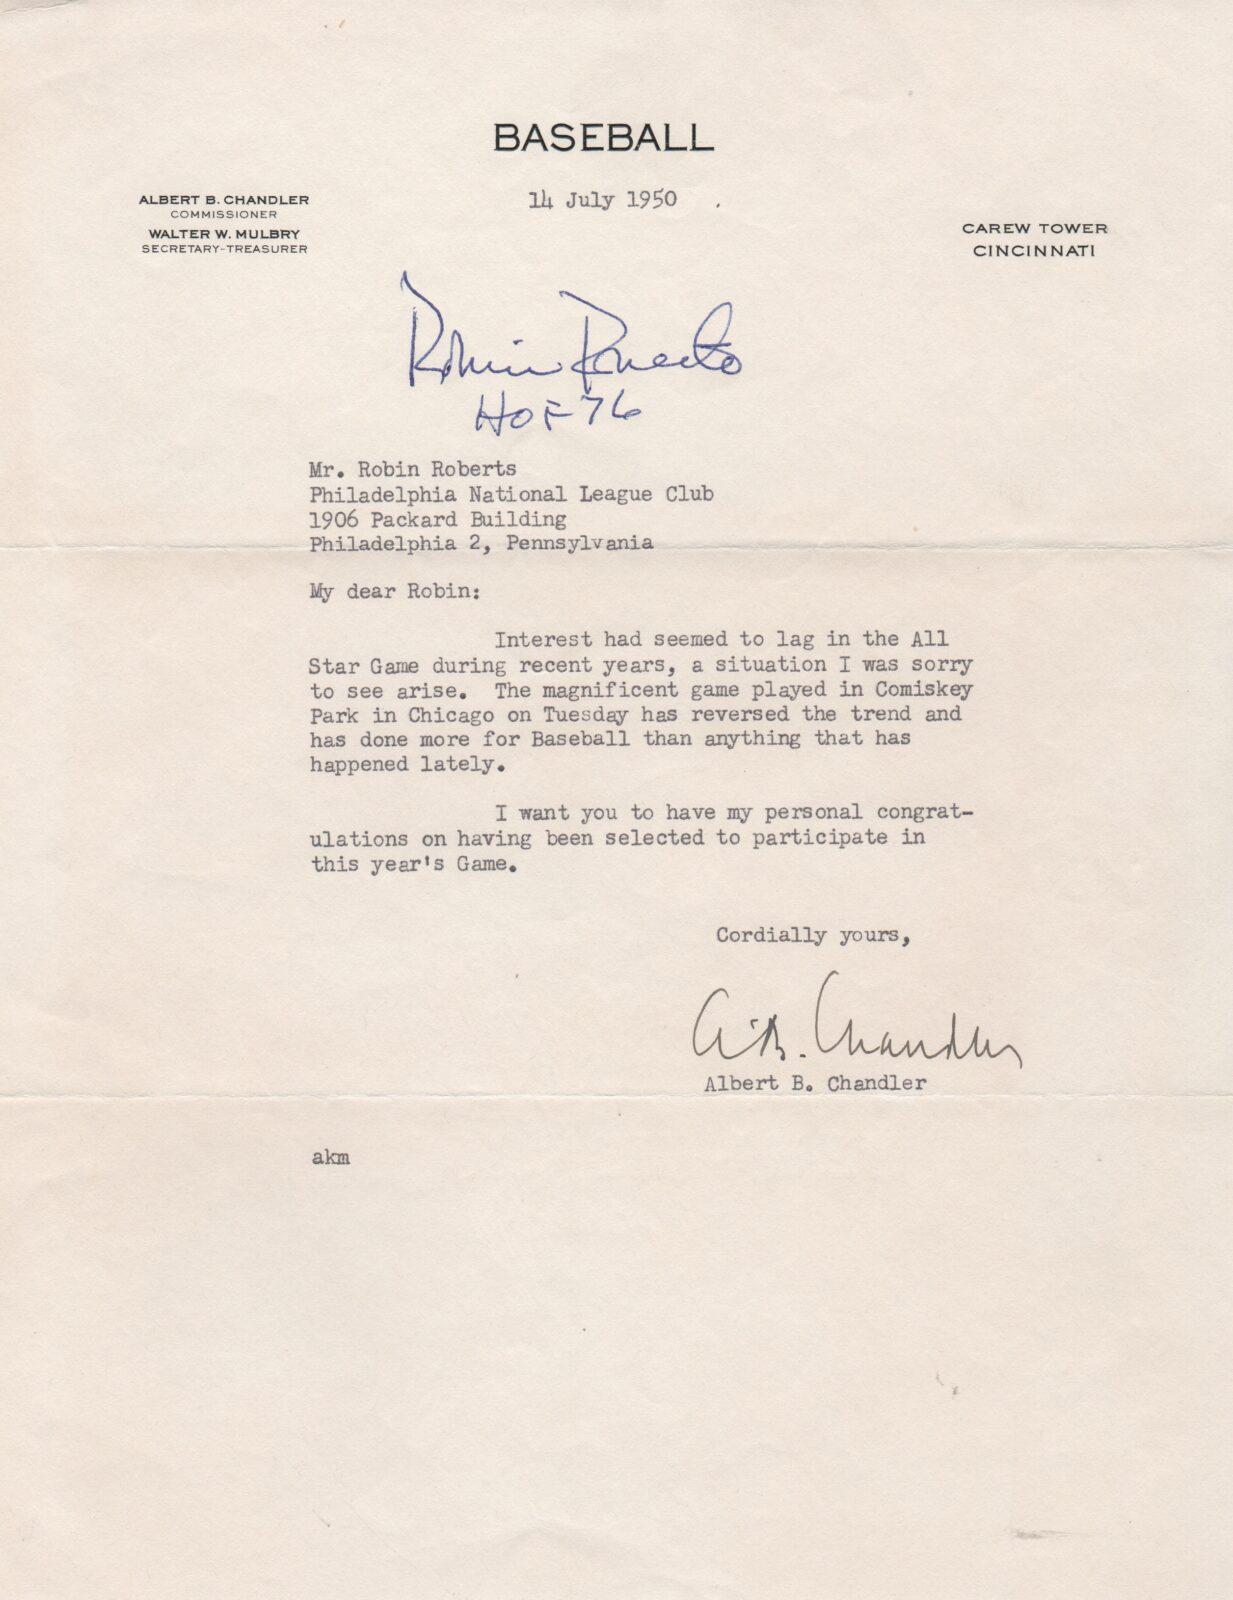 BASEBALL
ALBERT B. CHANDLER
COMMISSIONER
WALTER W. MULBRY
SECRETARY-TREASURER
14 July 1950
CAREW TOWER
CINCINNATI
Robin Roberts
HOF 76
Mr. Robin Roberts
Philadelphia National League Club
1906 Packard Building
Philadelphia 2, Pennsylvania
My dear Robin:
Interest had seemed to lag in the All
Star Game during recent years, a situation I was sorry
to see arise. The magnificent game played in Comiskey
Park in Chicago on Tuesday has reversed the trend and
has done more for Baseball than anything that has
happened lately.
I want you to have my personal congrat-
ulations on having been selected to participate in
this year's Game.
Cordially yours,
A. B. Chandler
Albert B. Chandler
akm